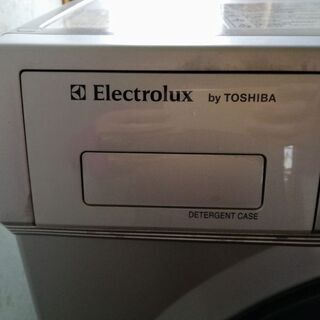 Electrolux by TOSHIBA
DETERGENT CASE